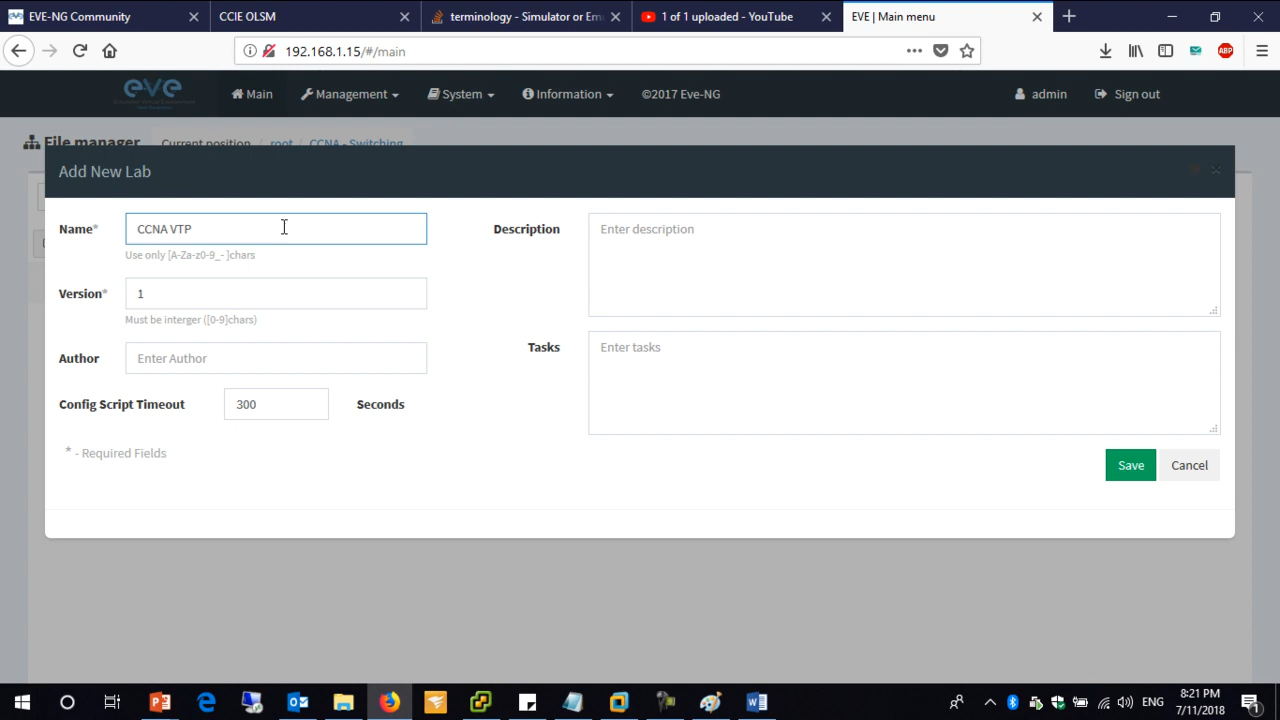 EVE-NG Community
CCIE OLSM
terminology - Simulator or Emu
1 of 1 uploaded - YouTube
EVE | Main menu
192.168.1.15/#/main
ABP
eve
Main
Management
System
Information
©2017 Eve-NG
admin
Sign out
File manager
Current position / root / CCNA - Switching
Add New Lab
Name*
CCNA VTP
Use only [A-Za-z0-9_- ]chars
Version*
1
Must be interger ([0-9]chars)
Author
Enter Author
Config Script Timeout
300
Seconds
* - Required Fields
Description
Enter description
Tasks
Enter tasks
Save
Cancel
ENG
8:21 PM
7/11/2018